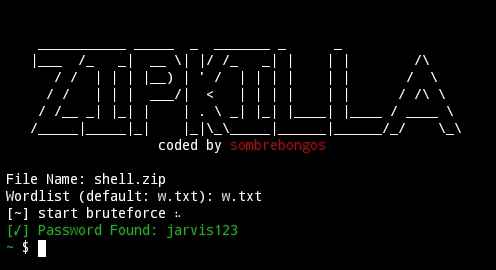 ZIPKILLA
coded by sombrebongos
File Name: shell.zip
Wordlist (default: w.txt): w.txt
[~] start bruteforce
[✓] Password Found: jarvis123
~ $